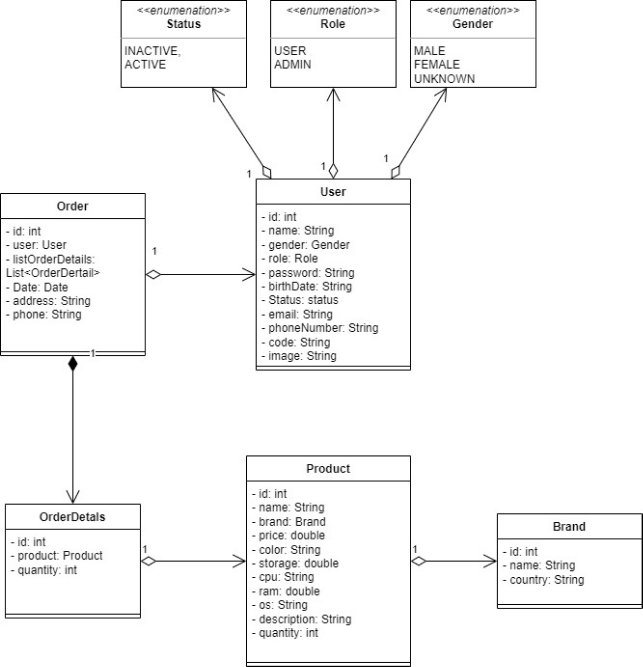 <<enumenation>>
Status
INACTIVE,
ACTIVE
<<enumenation>>
Role
USER
ADMIN
<<enumenation>>
Gender
MALE
FEMALE
UNKNOWN
1
1
1
User
- id: int
- name: String
- gender: Gender
- role: Role
- password: String
- birthDate: String
- Status: status
- email: String
- phoneNumber: String
- code: String
- image: String
Order
- id: int
- user: User
- listOrderDetails:
List<OrderDertail>
- Date: Date
- address: String
- phone: String
1
1
OrderDetals
- id: int
- product: Product
- quantity: int
1
Product
- id: int
- name: String
- brand: Brand
- price: double
- color: String
- storage: double
- cpu: String
- ram: double
- os: String
- description: String
- quantity: int
1
Brand
- id: int
- name: String
- country: String